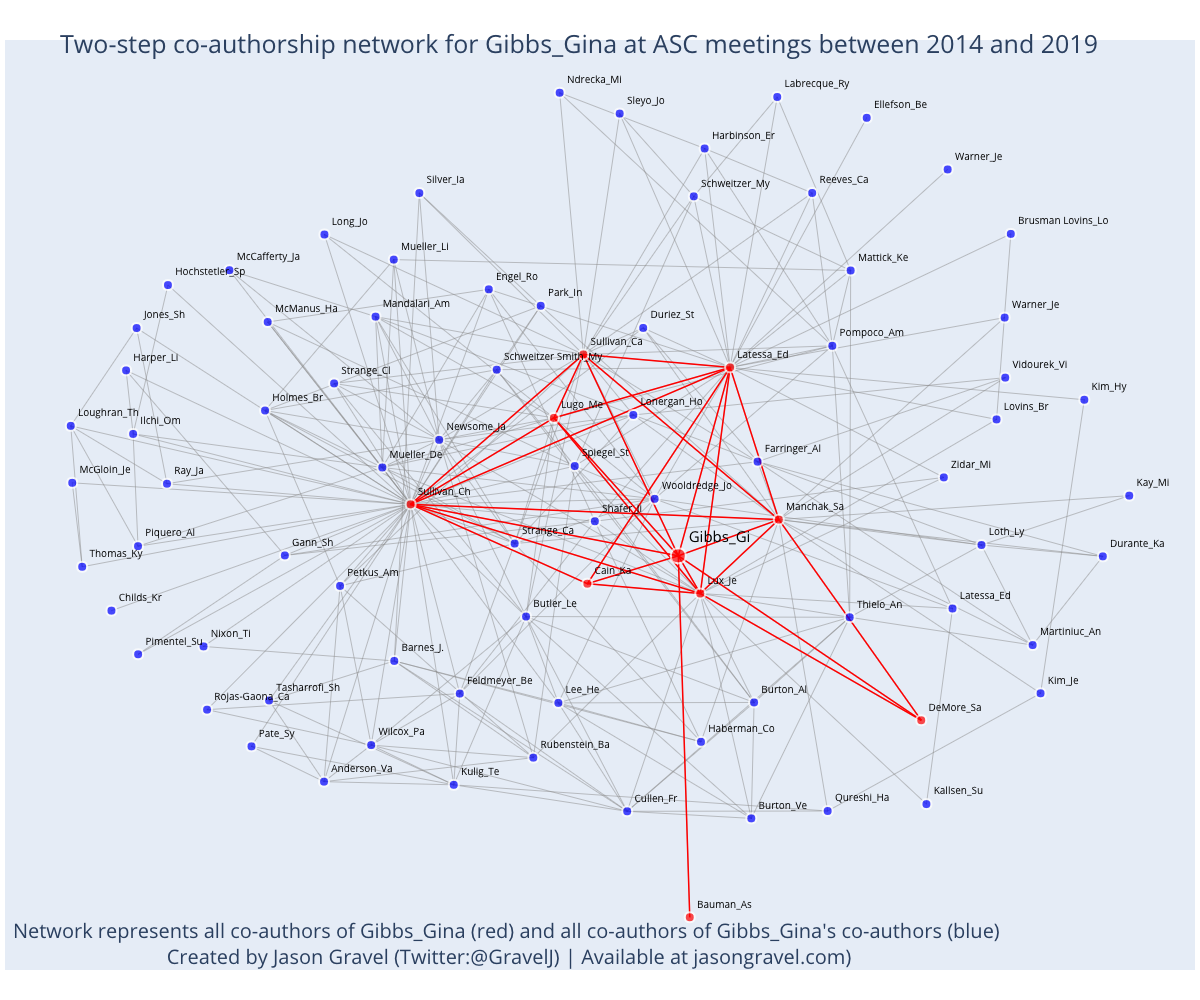 Two-step co-authorship network for Gibbs_Gina at ASC meetings between 2014 and 2019
Ndrecka_Mi
Labrecque_Ry
Sleyo_Jo
Ellefson_Be
Harbinson_Er
Warner_Je
Silver_Ia
Schweitzer_My
Reeves_Ca
Long_Jo
Brusman Lovins_Lo
Mueller_Li
McCafferty_Ja
Mattick_Ke
Hochstetler_Sp
Engel_Ro
Park_In
McManus_Ha
Mandalari_Am
Warner_Je
Jones_Sh
Duriez_St
Sullivan_Ca
Pompoco_Am
Harper_Li
Schweitzer Smith_My
Latessa_Ed
Vidourek_Vi
Strange_Cl
Kim_Hy
Holmes_Br
Lugo_Me
Lonergan_Ho
Lovins_Br
Loughran_Th
Ilchi_Om
Newsome_Ja
Mueller_De
Spiegel_St
Farringer_Al
McGloin_Je
Ray_Ja
Zidar_Mi
Sullivan_Ch
Wooldredge_Jo
Kay_Mi
Shafer_Ji
Manchak_Sa
Piquero_Al
Strange_Ca
Gibbs_Gi
Loth_Ly
Thomas_Ky
Gann_Sh
Durante_Ka
Petkus_Am
Cain_Ka
Lux_Je
Childs_Kr
Butler_Le
Thielo_An
Latessa_Ed
Pimentel_Su
Nixon_Ti
Martiniuc_An
Barnes_J.
Tasharrofi_Sh
Rojas-Gaona_Ca
Feldmeyer_Be
Lee_He
Burton_Al
Kim_Je
DeMore_Sa
Pate_Sy
Wilcox_Pa
Rubenstein_Ba
Haberman_Co
Anderson_Va
Kulig_Te
Cullen_Fr
Burton_Ve
Qureshi_Ha
Kallsen_Su
Bauman_As
Network represents all co-authors of Gibbs_Gina (red) and all co-authors of Gibbs_Gina's co-authors (blue)
Created by Jason Gravel (Twitter:@GravelJ) | Available at jasongravel.com)